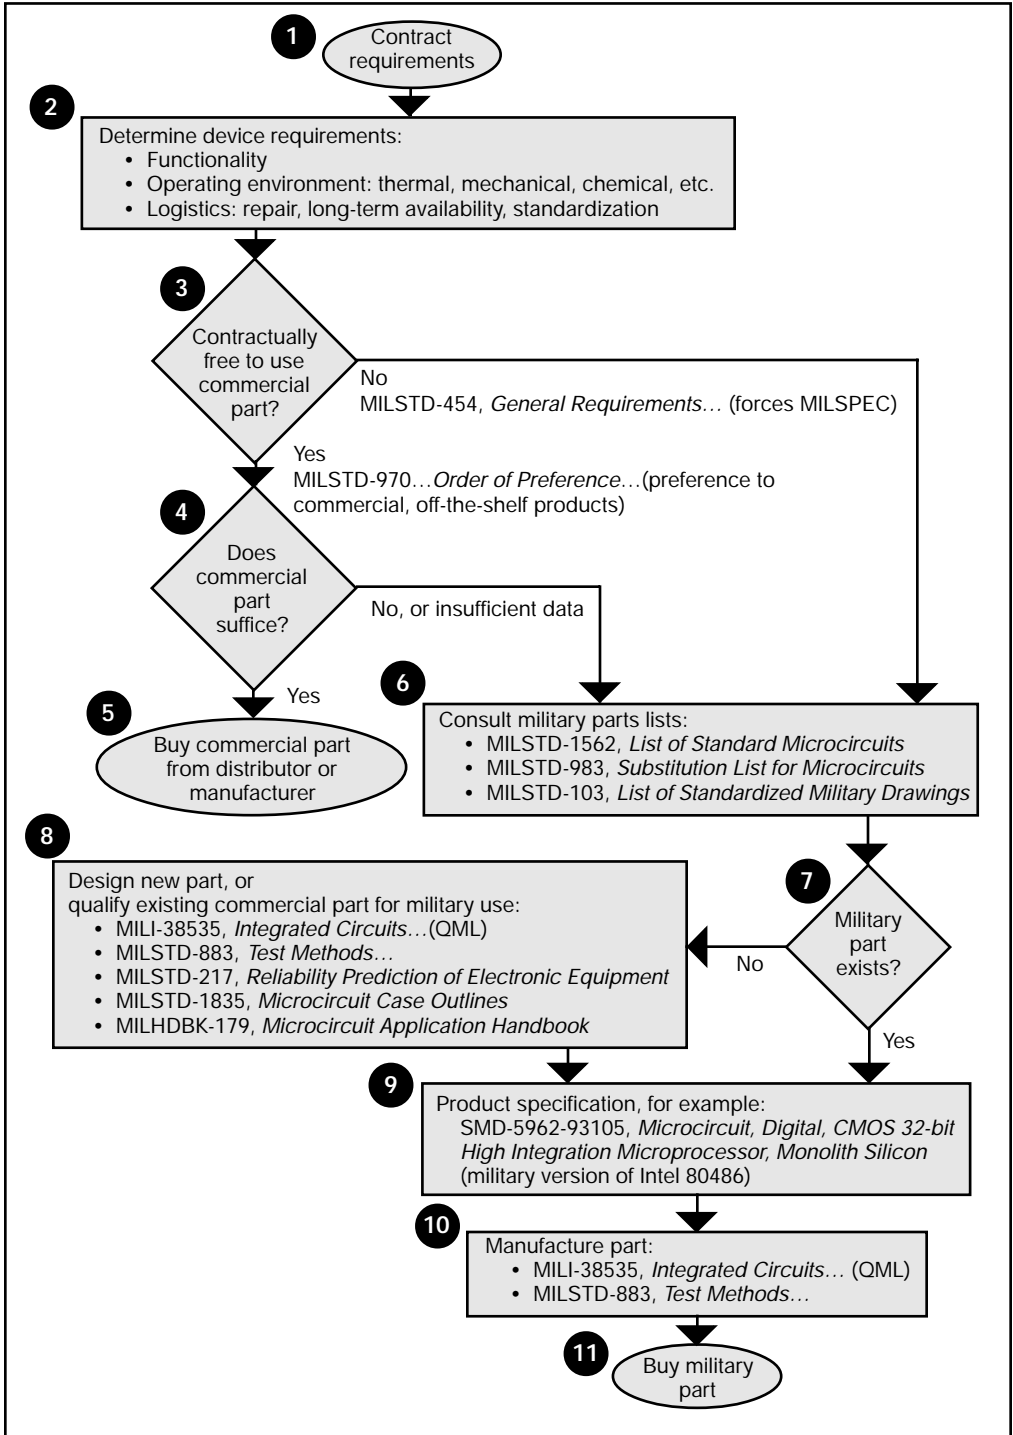 1
Contract
requirements
2
Determine device requirements:
• Functionality
• Operating environment: thermal, mechanical, chemical, etc.
• Logistics: repair, long-term availability, standardization
3
Contractually
free to use
commercial
part?
No
MILSTD-454, General Requirements… (forces MILSPEC)
Yes
MILSTD-970…Order of Preference…(preference to
commercial, off-the-shelf products)
4
Does
commercial
part
suffice?
No, or insufficient data
Yes
5
Buy commercial part
from distributor or
manufacturer
6
Consult military parts lists:
• MILSTD-1562, List of Standard Microcircuits
• MILSTD-983, Substitution List for Microcircuits
• MILSTD-103, List of Standardized Military Drawings
7
Military
part
exists?
No
Yes
8
Design new part, or
qualify existing commercial part for military use:
• MILI-38535, Integrated Circuits…(QML)
• MILSTD-883, Test Methods…
• MILSTD-217, Reliability Prediction of Electronic Equipment
• MILSTD-1835, Microcircuit Case Outlines
• MILHDBK-179, Microcircuit Application Handbook
9
Product specification, for example:
SMD-5962-93105, Microcircuit, Digital, CMOS 32-bit
High Integration Microprocessor, Monolith Silicon
(military version of Intel 80486)
10
Manufacture part:
• MILI-38535, Integrated Circuits… (QML)
• MILSTD-883, Test Methods…
11
Buy military
part